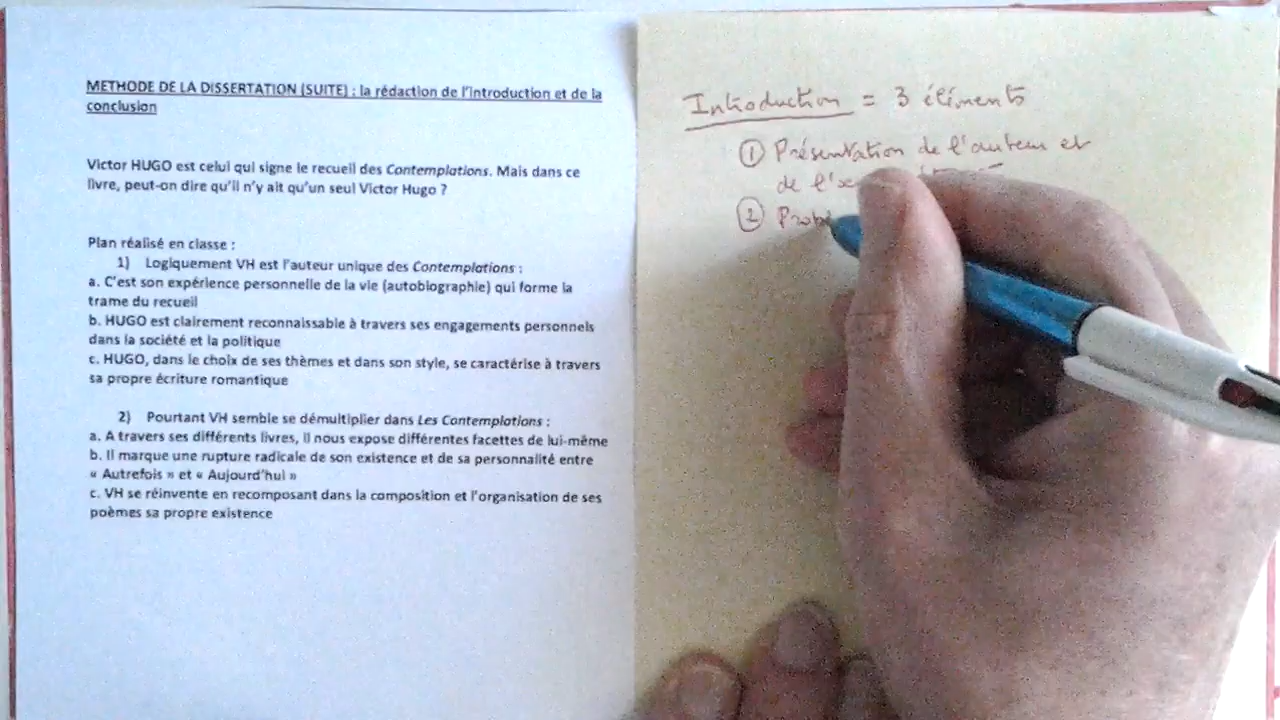 METHODE DE LA DISSERTATION (SUITE) : la rédaction de l'introduction et de la
conclusion
Victor HUGO est celui qui signe le recueil des Contemplations. Mais dans ce
livre, peut-on dire qu'il n'y ait qu'un seul Victor Hugo ?
Plan réalisé en classe :
1) Logiquement VH est l'auteur unique des Contemplations :
a. C'est son expérience personnelle de la vie (autobiographie) qui forme la
trame du recueil
b. HUGO est clairement reconnaissable à travers ses engagements personnels
dans la société et la politique
c. HUGO, dans le choix de ses thèmes et dans son style, se caractérise à travers
sa propre écriture romantique
2) Pourtant VH semble se démultiplier dans Les Contemplations :
a. A travers ses différents livres, il nous expose différentes facettes de lui-même
b. Il marque une rupture radicale de son existence et de sa personnalité entre
« Autrefois » et « Aujourd'hui »
c. VH se réinvente en recomposant dans la composition et l'organisation de ses
poèmes sa propre existence
Introduction = 3 éléments
① Présentation de l'auteur et
de
② Prob